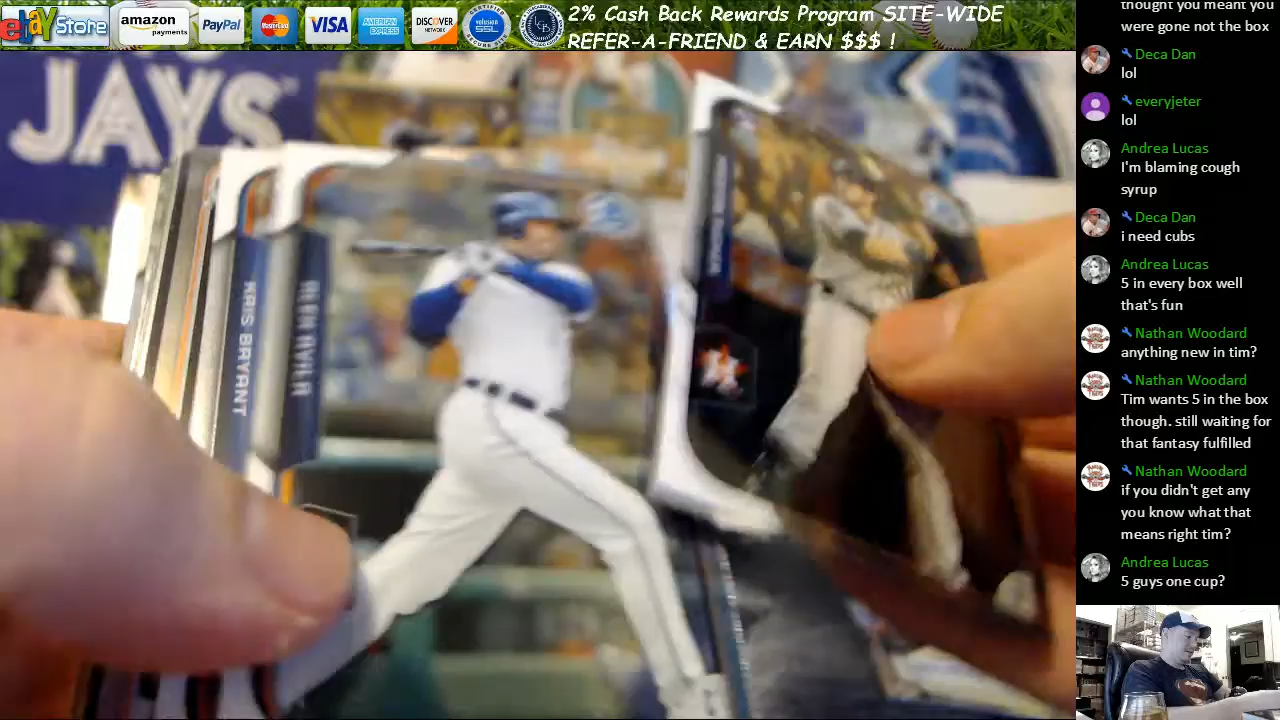 ebay Store
amazon
payments
PayPal
MasterCard
VISA
AMERICAN
EXPRESS
DISCOVER
NETWORK
CERTIFIED
SSL
2% Cash Back Rewards Program SITE-WIDE
REFER-A-FRIEND & EARN $$$ !
JAYS
KRIS BRYANT
thought you meant you
were gone not the box
Deca Dan
lol
everyjeter
lol
Andrea Lucas
I'm blaming cough
syrup
Deca Dan
i need cubs
Andrea Lucas
5 in every box well
that's fun
Nathan Woodard
anything new in tim?
Nathan Woodard
Tim wants 5 in the box
though. still waiting for
that fantasy fulfilled
Nathan Woodard
if you didn't get any
you know what that
means right tim?
Andrea Lucas
5 guys one cup?